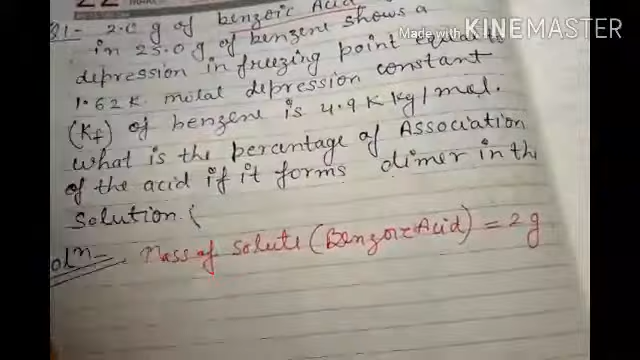 Made with KINEMASTER
Q1- 2.0 g of benzoic Acid
in 25.0 g of benzene shows a
depression in freezing point equal to
1.62 K. molal depression constant
(Kf) of benzene is 4.9 K kg/mol.
what is the percentage of Association
of the acid if it forms dimer in the
solution (
Soln- Mass of solute (Benzoic Acid) = 2 g